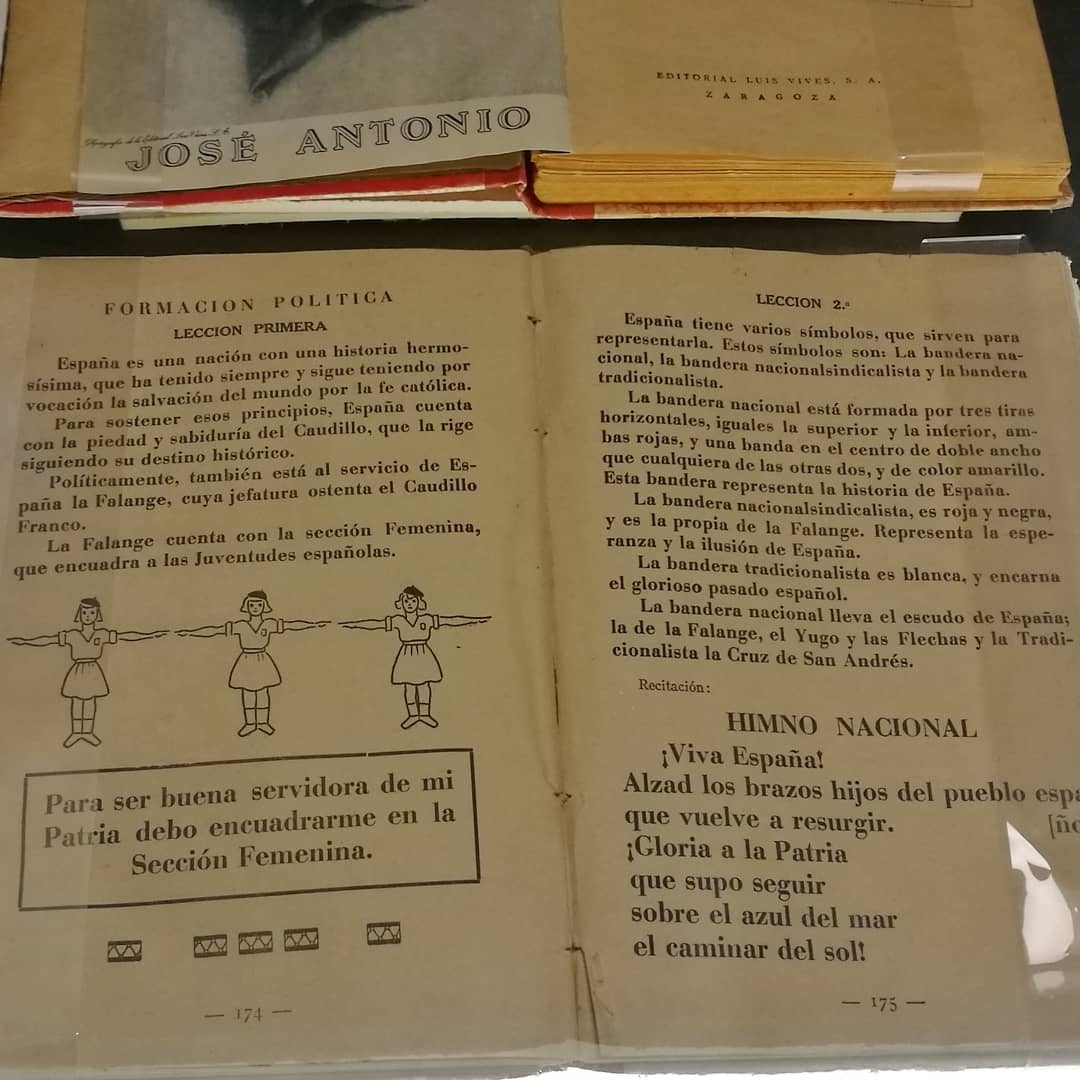 JOSÉ ANTONIO
EDITORIAL LUIS VIVES, S. A.
ZARAGOZA
FORMACION POLITICA
LECCION PRIMERA
España es una nación con una historia hermo-
sísima, que ha tenido siempre y sigue teniendo por
vocación la salvación del mundo por la fe católica.
Para sostener esos principios, España cuenta
con la piedad y sabiduría del Caudillo, que la rige
siguiendo su destino histórico.
Políticamente, también está al servicio de Es-
paña la Falange, cuya jefatura ostenta el Caudillo
Franco.
La Falange cuenta con la sección Femenina,
que encuadra a las Juventudes españolas.
Para ser buena servidora de mi
Patria debo encuadrarme en la
Sección Femenina.
— 174 —
LECCION 2.ª
España tiene varios símbolos, que sirven para
representarla. Estos símbolos son: La bandera na-
cional, la bandera nacionalsindicalista y la bandera
tradicionalista.
La bandera nacional está formada por tres tiras
horizontales, iguales la superior y la inferior, am-
bas rojas, y una banda en el centro de doble ancho
que cualquiera de las otras dos, y de color amarillo.
Esta bandera representa la historia de España.
La bandera nacionalsindicalista, es roja y negra,
y es la propia de la Falange. Representa la espe-
ranza y la ilusión de España.
La bandera tradicionalista es blanca, y encarna
el glorioso pasado español.
La bandera nacional lleva el escudo de España;
la de la Falange, el Yugo y las Flechas y la Tradi-
cionalista la Cruz de San Andrés.
Recitación:
HIMNO NACIONAL
¡Viva España!
Alzad los brazos hijos del pueblo espa
[ño
que vuelve a resurgir.
¡Gloria a la Patria
que supo seguir
sobre el azul del mar
el caminar del sol!
— 175 —